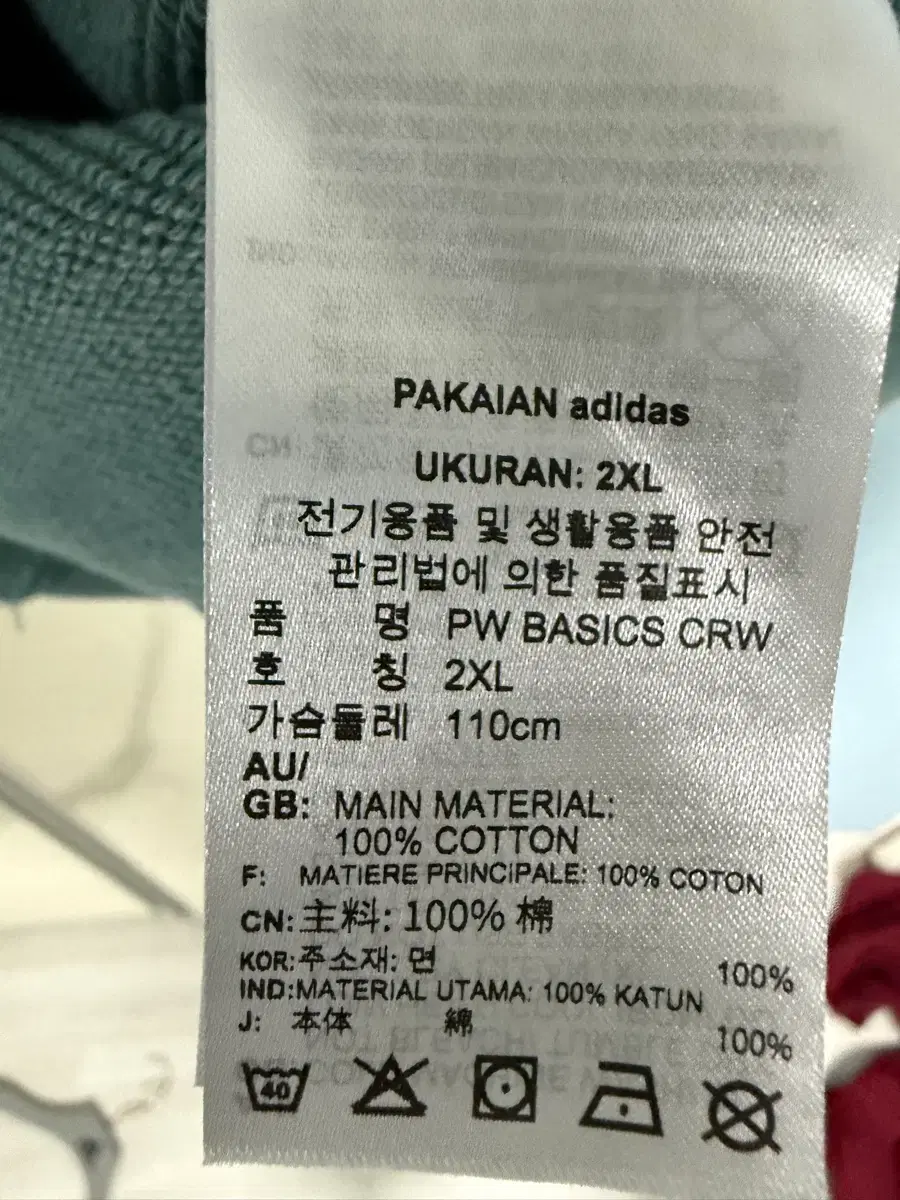 PAKAIAN adidas
UKURAN: 2XL
전기용품 및 생활용품 안전
관리법에 의한 품질표시
품 명 PW BASICS CRW
호 칭 2XL
가슴둘레 110cm
AU/
GB: MAIN MATERIAL:
100% COTTON
F: MATIERE PRINCIPALE: 100% COTON
CN: 主料: 100% 棉
KOR: 주소재: 면 100%
IND:MATERIAL UTAMA: 100% KATUN
J: 本体 綿 100%
40